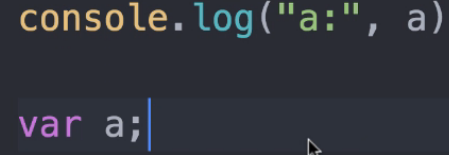 console.log("a:", a)
var a;